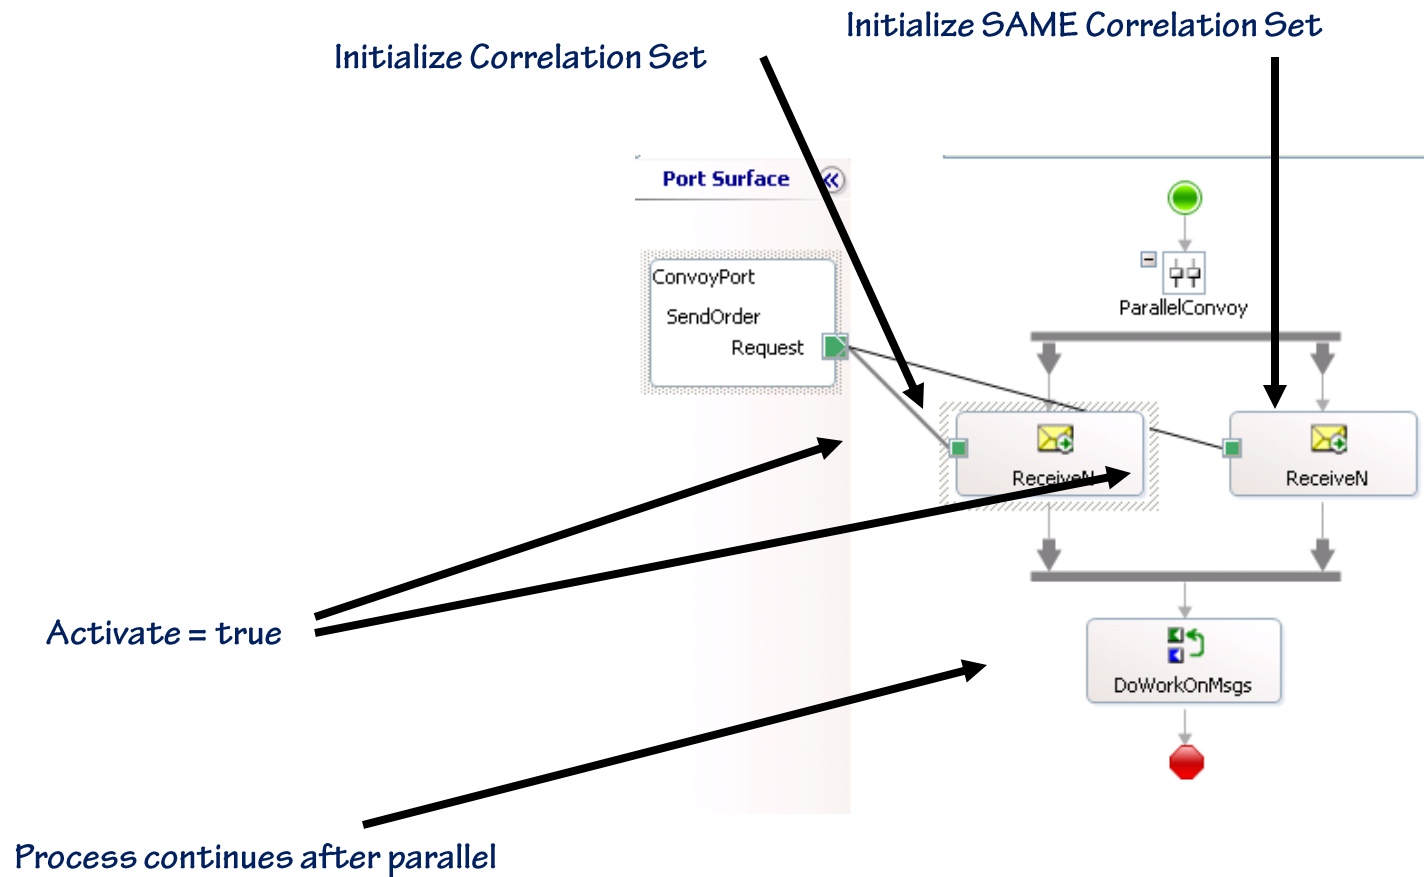 Initialize SAME Correlation Set
Initialize Correlation Set
Port Surface
ConvoyPort
SendOrder
Request
ParallelConvoy
ReceiveN
ReceiveN
Activate = true
DoWorkOnMsgs
Process continues after parallel